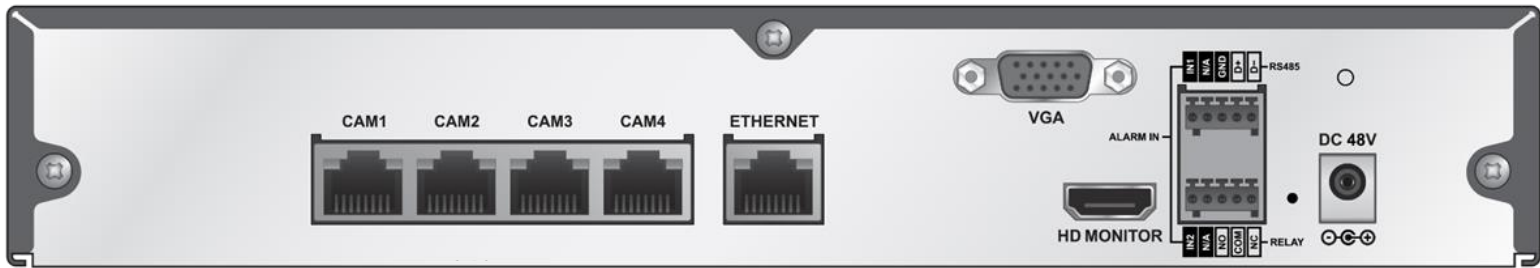 CAM1
CAM2
CAM3
CAM4
ETHERNET
VGA
IN1
N/A
GND
D+
D−
RS485
ALARM IN
DC 48V
HD MONITOR
IN2
N/A
NO
COM
NC
RELAY